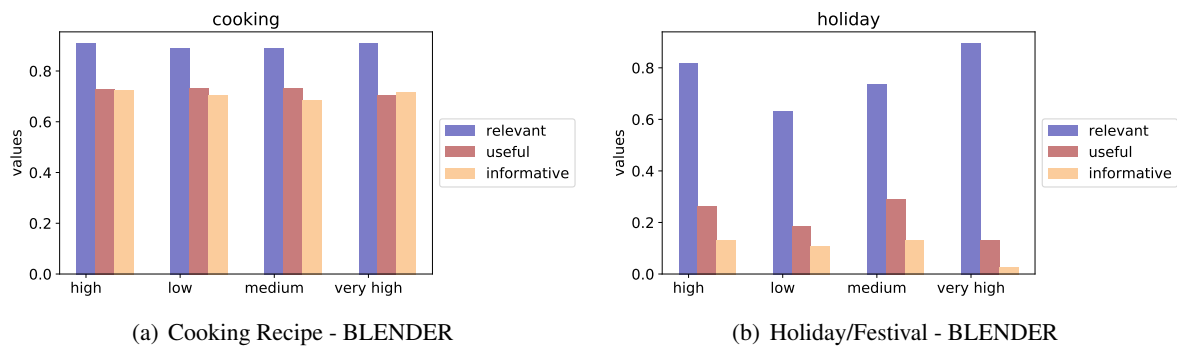 cooking
values
0.8
0.6
0.4
0.2
0.0
high low medium very high
relevant
useful
informative
(a) Cooking Recipe - BLENDER
holiday
values
0.8
0.6
0.4
0.2
0.0
high low medium very high
relevant
useful
informative
(b) Holiday/Festival - BLENDER